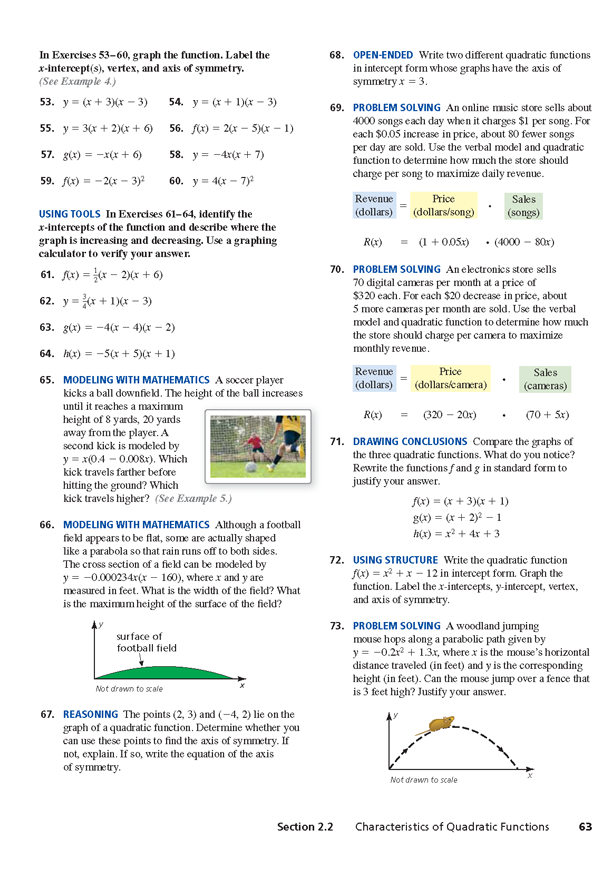 In Exercises 53–60, graph the function. Label the
x-intercept(s), vertex, and axis of symmetry.
(See Example 4.)
53. y = (x + 3)(x − 3) 54. y = (x + 1)(x − 3)
55. y = 3(x + 2)(x + 6) 56. f(x) = 2(x − 5)(x − 1)
57. g(x) = −x(x + 6) 58. y = −4x(x + 7)
59. f(x) = −2(x − 3)² 60. y = 4(x − 7)²
USING TOOLS In Exercises 61–64, identify the
x-intercepts of the function and describe where the
graph is increasing and decreasing. Use a graphing
calculator to verify your answer.
61. f(x) = ½(x − 2)(x + 6)
62. y = ¾(x + 1)(x − 3)
63. g(x) = −4(x − 4)(x − 2)
64. h(x) = −5(x + 5)(x + 1)
65. MODELING WITH MATHEMATICS A soccer player
kicks a ball downfield. The height of the ball increases
until it reaches a maximum
height of 8 yards, 20 yards
away from the player. A
second kick is modeled by
y = x(0.4 − 0.008x). Which
kick travels farther before
hitting the ground? Which
kick travels higher? (See Example 5.)
66. MODELING WITH MATHEMATICS Although a football
field appears to be flat, some are actually shaped
like a parabola so that rain runs off to both sides.
The cross section of a field can be modeled by
y = −0.000234x(x − 160), where x and y are
measured in feet. What is the width of the field? What
is the maximum height of the surface of the field?
y
surface of
football field
Not drawn to scale
x
67. REASONING The points (2, 3) and (−4, 2) lie on the
graph of a quadratic function. Determine whether you
can use these points to find the axis of symmetry. If
not, explain. If so, write the equation of the axis
of symmetry.
68. OPEN-ENDED Write two different quadratic functions
in intercept form whose graphs have the axis of
symmetry x = 3.
69. PROBLEM SOLVING An online music store sells about
4000 songs each day when it charges $1 per song. For
each $0.05 increase in price, about 80 fewer songs
per day are sold. Use the verbal model and quadratic
function to determine how much the store should
charge per song to maximize daily revenue.
Revenue
(dollars) = Price
(dollars/song) • Sales
(songs)
R(x) = (1 + 0.05x) • (4000 − 80x)
70. PROBLEM SOLVING An electronics store sells
70 digital cameras per month at a price of
$320 each. For each $20 decrease in price, about
5 more cameras per month are sold. Use the verbal
model and quadratic function to determine how much
the store should charge per camera to maximize
monthly revenue.
Revenue
(dollars) = Price
(dollars/camera) • Sales
(cameras)
R(x) = (320 − 20x) • (70 + 5x)
71. DRAWING CONCLUSIONS Compare the graphs of
the three quadratic functions. What do you notice?
Rewrite the functions f and g in standard form to
justify your answer.
f(x) = (x + 3)(x + 1)
g(x) = (x + 2)² − 1
h(x) = x² + 4x + 3
72. USING STRUCTURE Write the quadratic function
f(x) = x² + x − 12 in intercept form. Graph the
function. Label the x-intercepts, y-intercept, vertex,
and axis of symmetry.
73. PROBLEM SOLVING A woodland jumping
mouse hops along a parabolic path given by
y = −0.2x² + 1.3x, where x is the mouse's horizontal
distance traveled (in feet) and y is the corresponding
height (in feet). Can the mouse jump over a fence that
is 3 feet high? Justify your answer.
y
Not drawn to scale
x
Section 2.2 Characteristics of Quadratic Functions 63